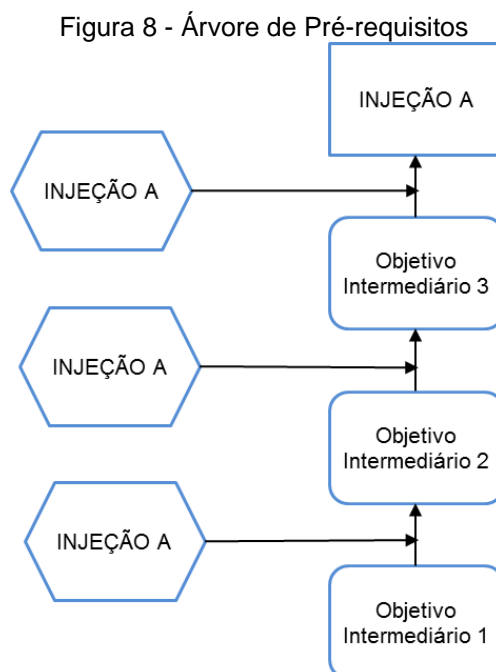 Figura 8 - Árvore de Pré-requisitos
INJEÇÃO A
INJEÇÃO A
Objetivo
Intermediário 3
INJEÇÃO A
Objetivo
Intermediário 2
INJEÇÃO A
Objetivo
Intermediário 1